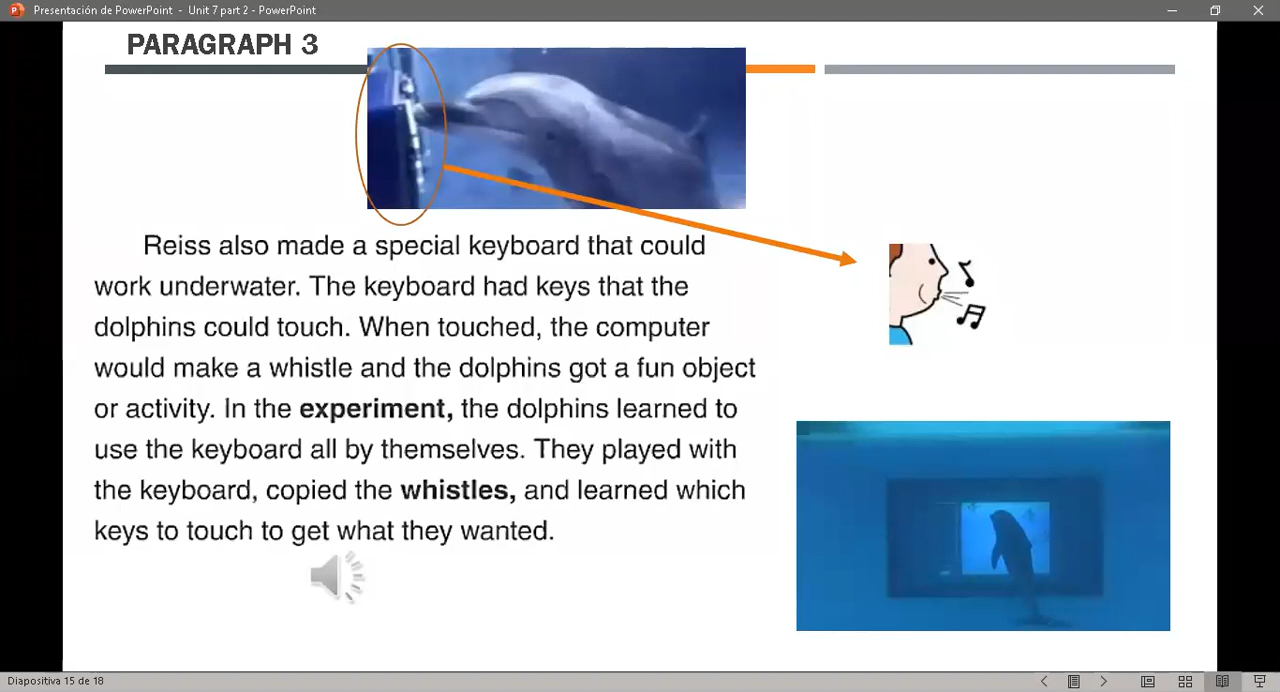 Presentación de PowerPoint - Unit 7 part 2 - PowerPoint
PARAGRAPH 3
Reiss also made a special keyboard that could
work underwater. The keyboard had keys that the
dolphins could touch. When touched, the computer
would make a whistle and the dolphins got a fun object
or activity. In the experiment, the dolphins learned to
use the keyboard all by themselves. They played with
the keyboard, copied the whistles, and learned which
keys to touch to get what they wanted.
Diapositiva 15 de 18